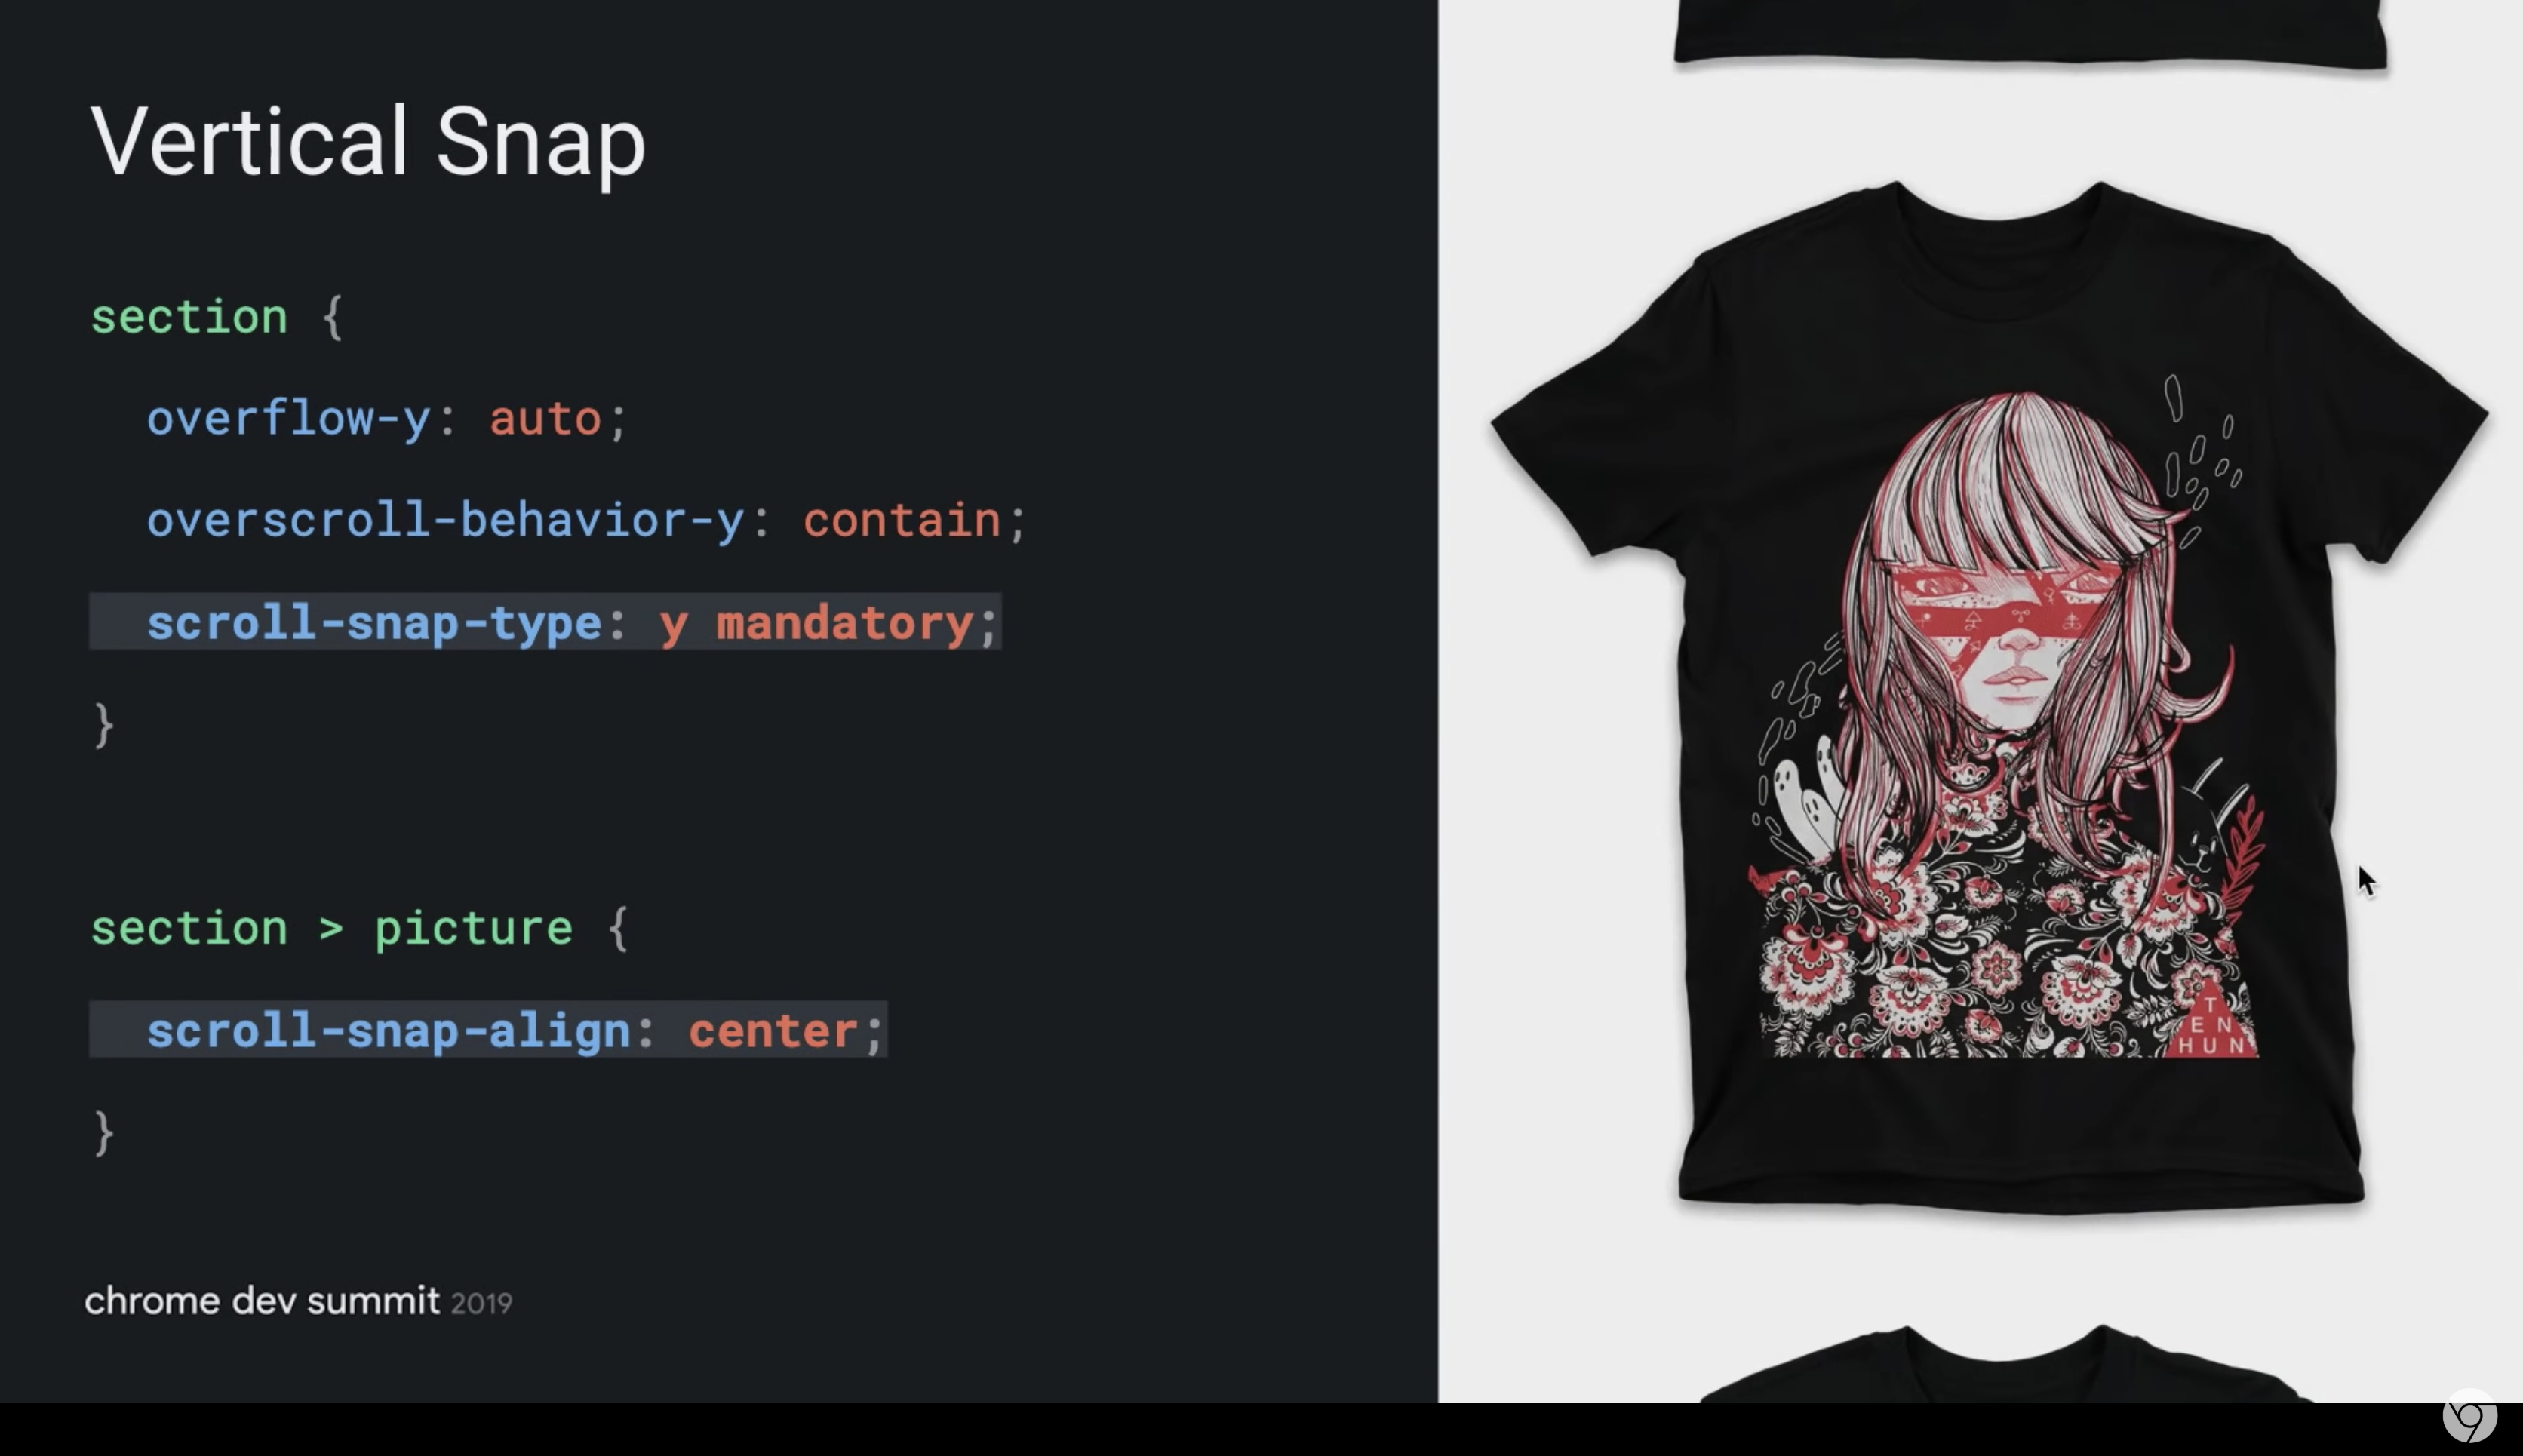 Vertical Snap
section {
overflow-y: auto;
overscroll-behavior-y: contain;
scroll-snap-type: y mandatory;
}
section > picture {
scroll-snap-align: center;
}
chrome dev summit 2019
T
EN
HUN